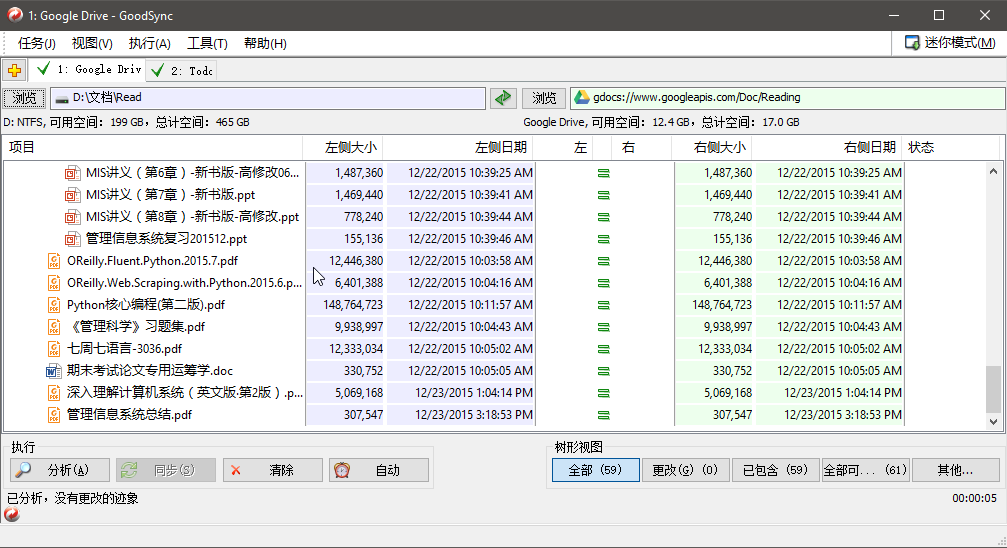 1: Google Drive - GoodSync
任务(J) 视图(V) 执行(A) 工具(T) 帮助(H) 迷你模式(M)
1: Google Driv 2: Todc
浏览 D:\文档\Read 浏览 gdocs://www.googleapis.com/Doc/Reading
D: NTFS, 可用空间：199 GB，总计空间：465 GB Google Drive, 可用空间：12.4 GB，总计空间：17.0 GB
项目 左侧大小 左侧日期 左 右 右侧大小 右侧日期 状态
MIS讲义（第6章）-新书版-高修改06... 1,487,360 12/22/2015 10:39:25 AM 1,487,360 12/22/2015 10:39:25 AM
MIS讲义（第7章）-新书版.ppt 1,469,440 12/22/2015 10:39:41 AM 1,469,440 12/22/2015 10:39:41 AM
MIS讲义（第8章）-新书版-高修改.ppt 778,240 12/22/2015 10:39:44 AM 778,240 12/22/2015 10:39:44 AM
管理信息系统复习201512.ppt 155,136 12/22/2015 10:39:46 AM 155,136 12/22/2015 10:39:46 AM
OReilly.Fluent.Python.2015.7.pdf 12,446,380 12/22/2015 10:03:58 AM 12,446,380 12/22/2015 10:03:58 AM
OReilly.Web.Scraping.with.Python.2015.6.p... 6,401,388 12/22/2015 10:04:16 AM 6,401,388 12/22/2015 10:04:16 AM
Python核心编程(第二版).pdf 148,764,723 12/22/2015 10:11:57 AM 148,764,723 12/22/2015 10:11:57 AM
《管理科学》习题集.pdf 9,938,997 12/22/2015 10:04:43 AM 9,938,997 12/22/2015 10:04:43 AM
七周七语言-3036.pdf 12,333,034 12/22/2015 10:05:02 AM 12,333,034 12/22/2015 10:05:02 AM
期末考试论文专用运筹学.doc 330,752 12/22/2015 10:05:05 AM 330,752 12/22/2015 10:05:05 AM
深入理解计算机系统（英文版·第2版）.p... 5,069,168 12/23/2015 1:04:14 PM 5,069,168 12/23/2015 1:04:14 PM
管理信息系统总结.pdf 307,547 12/23/2015 3:18:53 PM 307,547 12/23/2015 3:18:53 PM
执行 树形视图
分析(A) 同步(S) 清除 自动 全部 (59) 更改(G) (0) 已包含 (59) 全部可... (61) 其他...
已分析，没有更改的迹象 00:00:05